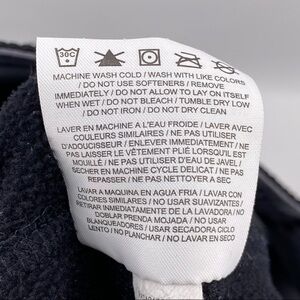 30C
MACHINE WASH COLD / WASH WITH LIKE COLORS
/ DO NOT USE SOFTENERS / REMOVE
IMMEDIATELY / DO NOT ALLOW TO LAY ON ITSELF
WHEN WET / DO NOT BLEACH / TUMBLE DRY LOW
/ DO NOT IRON / DO NOT DRY CLEAN
LAVER EN MACHINE A L'EAU FROIDE / LAVER AVEC
COULEURS SIMILAIRES / NE PAS UTILISER
D'ADOUCISSEUR / ENLEVER IMMÉDIATEMENT / NE
PAS LAISSER LE VÊTEMENT PLIÉ LORSQU'IL EST
MOUILLÉ / NE PAS UTILISER D'EAU DE JAVEL /
SECHER EN MACHINE CYCLE DELICAT / NE PAS
REPASSER / NE PAS NETTOYER A SEC
LAVAR A MAQUINA EN AGUA FRIA / LAVAR CON
COLORES SIMILARES / NO USAR SUAVIZANTES /
RETIRAR INMEDIATAMENTE DE LA LAVADORA / NO
DOBLAR PRENDA MOJADA / NO USAR
BLANQUEADORES / USAR SECADORA CICLO
LENTO / NO PLANCHAR / NO LAVAR EN SECO